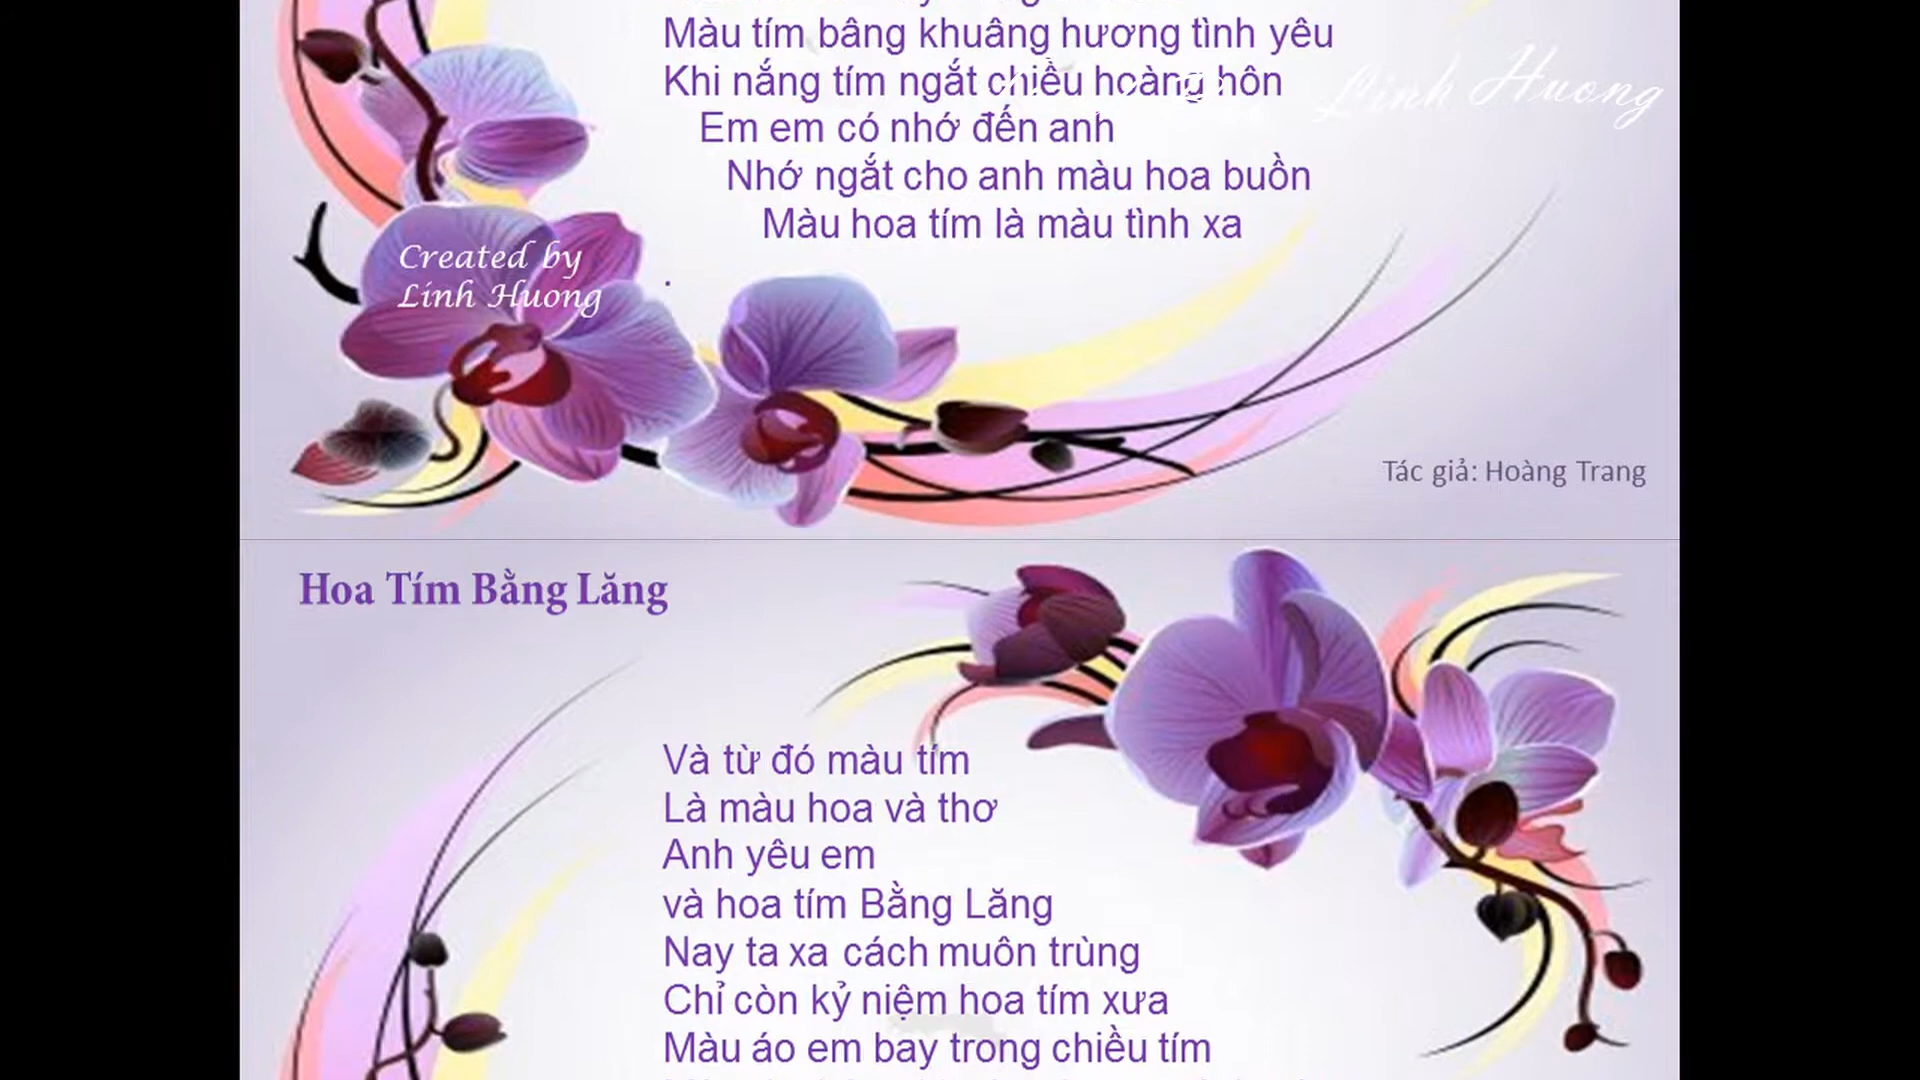 Màu tím bâng khuâng hương tình yêu
Khi nắng tím ngắt chiều hoàng hôn
Linh Huong
Em em có nhớ đến anh
Nhớ ngắt cho anh màu hoa buồn
Màu hoa tím là màu tình xa
Created by
Linh Huong
.
Tác giả: Hoàng Trang
Hoa Tím Bằng Lăng
Và từ đó màu tím
Là màu hoa và thơ
Anh yêu em
và hoa tím Bằng Lăng
Nay ta xa cách muôn trùng
Chỉ còn kỷ niệm hoa tím xưa
Màu áo em bay trong chiều tím